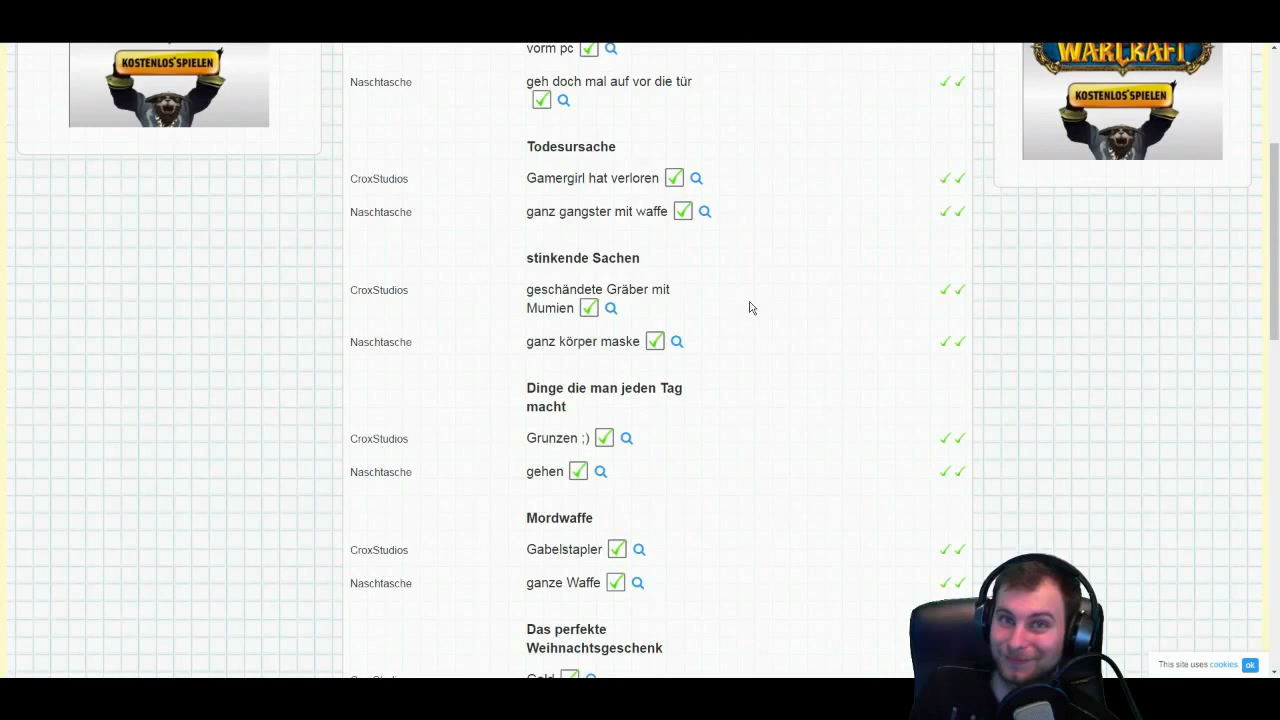 KOSTENLOS SPIELEN
WARCRAFT
KOSTENLOS SPIELEN
vorm pc
Naschtasche
geh doch mal auf vor die tür
Todesursache
CroxStudios
Gamergirl hat verloren
Naschtasche
ganz gangster mit waffe
stinkende Sachen
CroxStudios
geschändete Gräber mit
Mumien
Naschtasche
ganz körper maske
Dinge die man jeden Tag
macht
CroxStudios
Grunzen ;)
Naschtasche
gehen
Mordwaffe
CroxStudios
Gabelstapler
Naschtasche
ganze Waffe
Das perfekte
Weihnachtsgeschenk
This site uses cookies ok